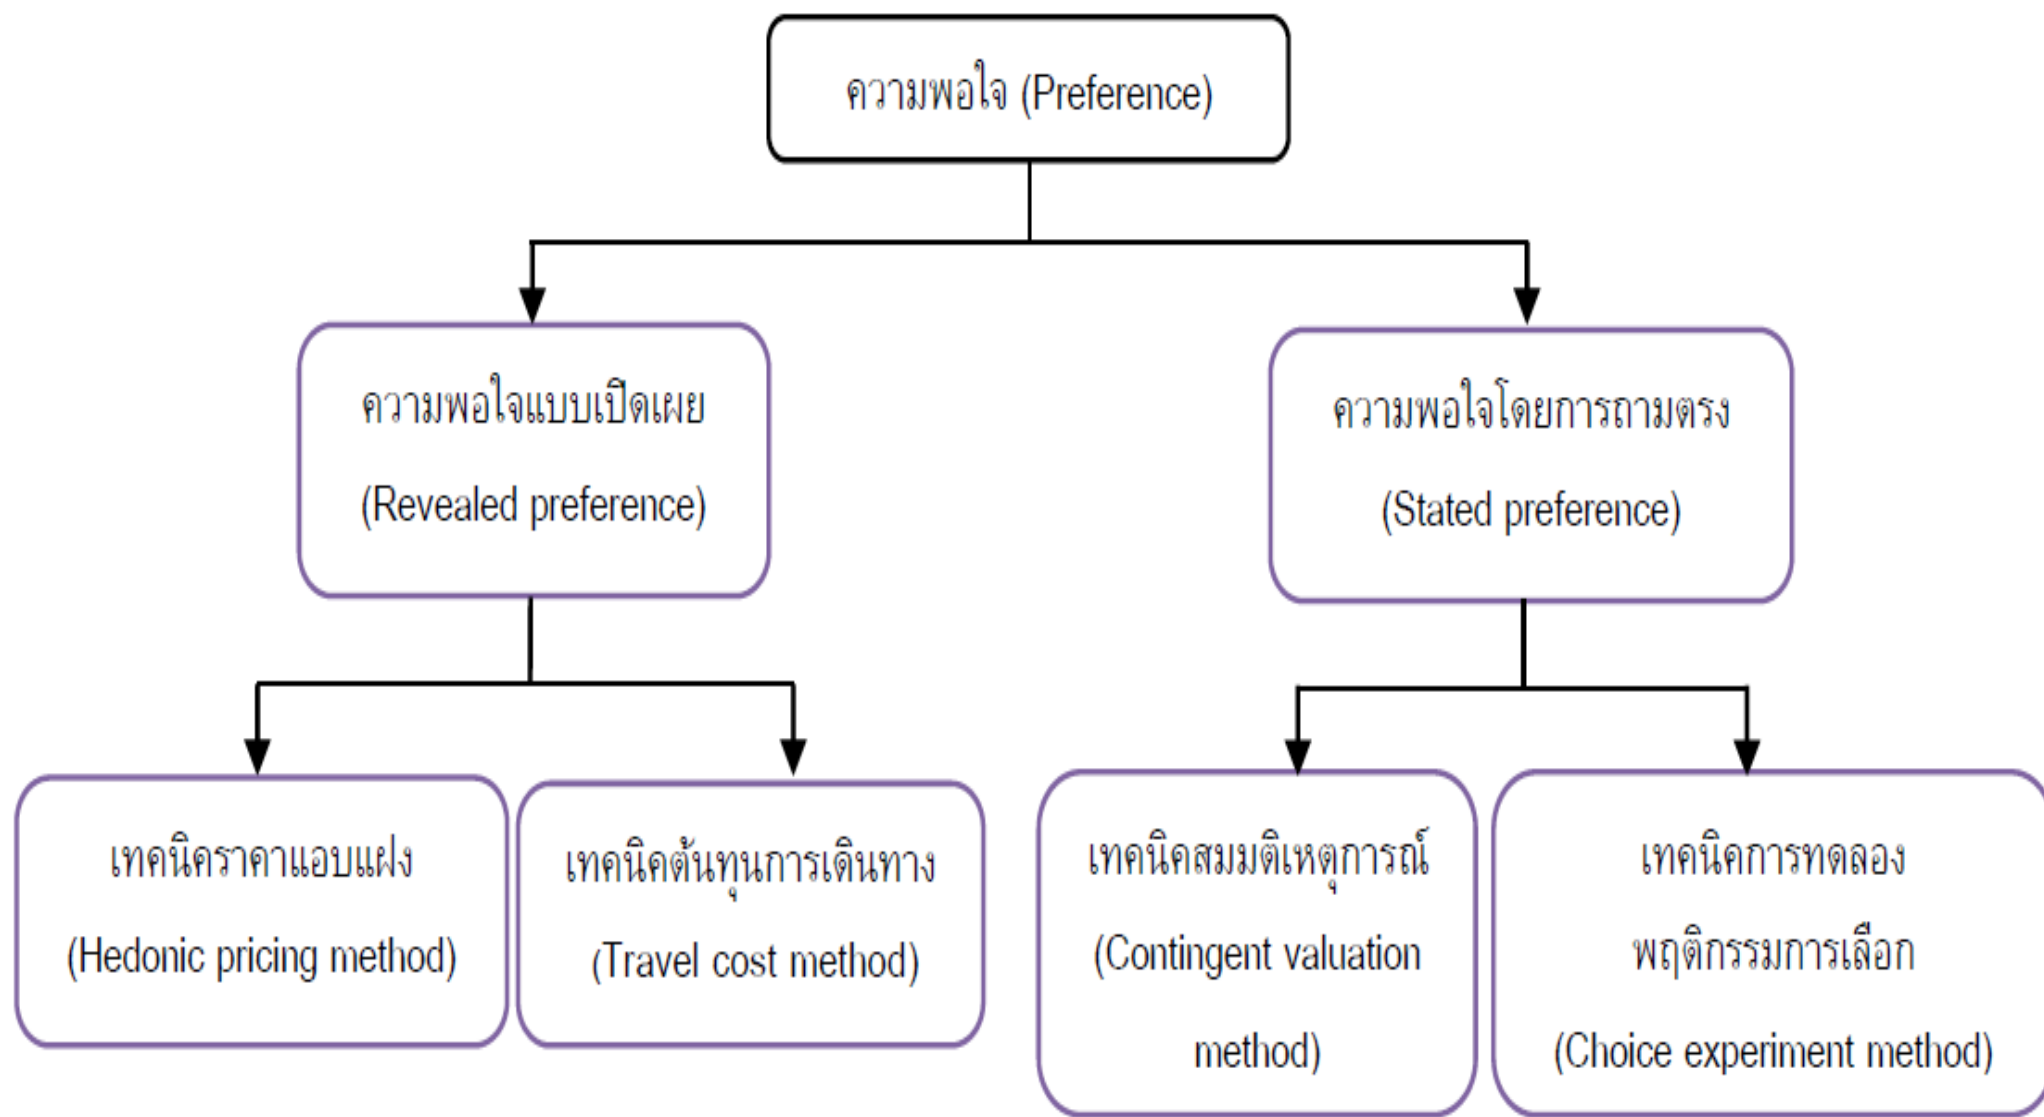 ความพอใจ (Preference)
ความพอใจแบบเปิดเผย
(Revealed preference)
ความพอใจโดยการถามตรง
(Stated preference)
เทคนิคราคาแอบแฝง
(Hedonic pricing method)
เทคนิคต้นทุนการเดินทาง
(Travel cost method)
เทคนิคสมมติเหตุการณ์
(Contingent valuation
method)
เทคนิคการทดลอง
พฤติกรรมการเลือก
(Choice experiment method)